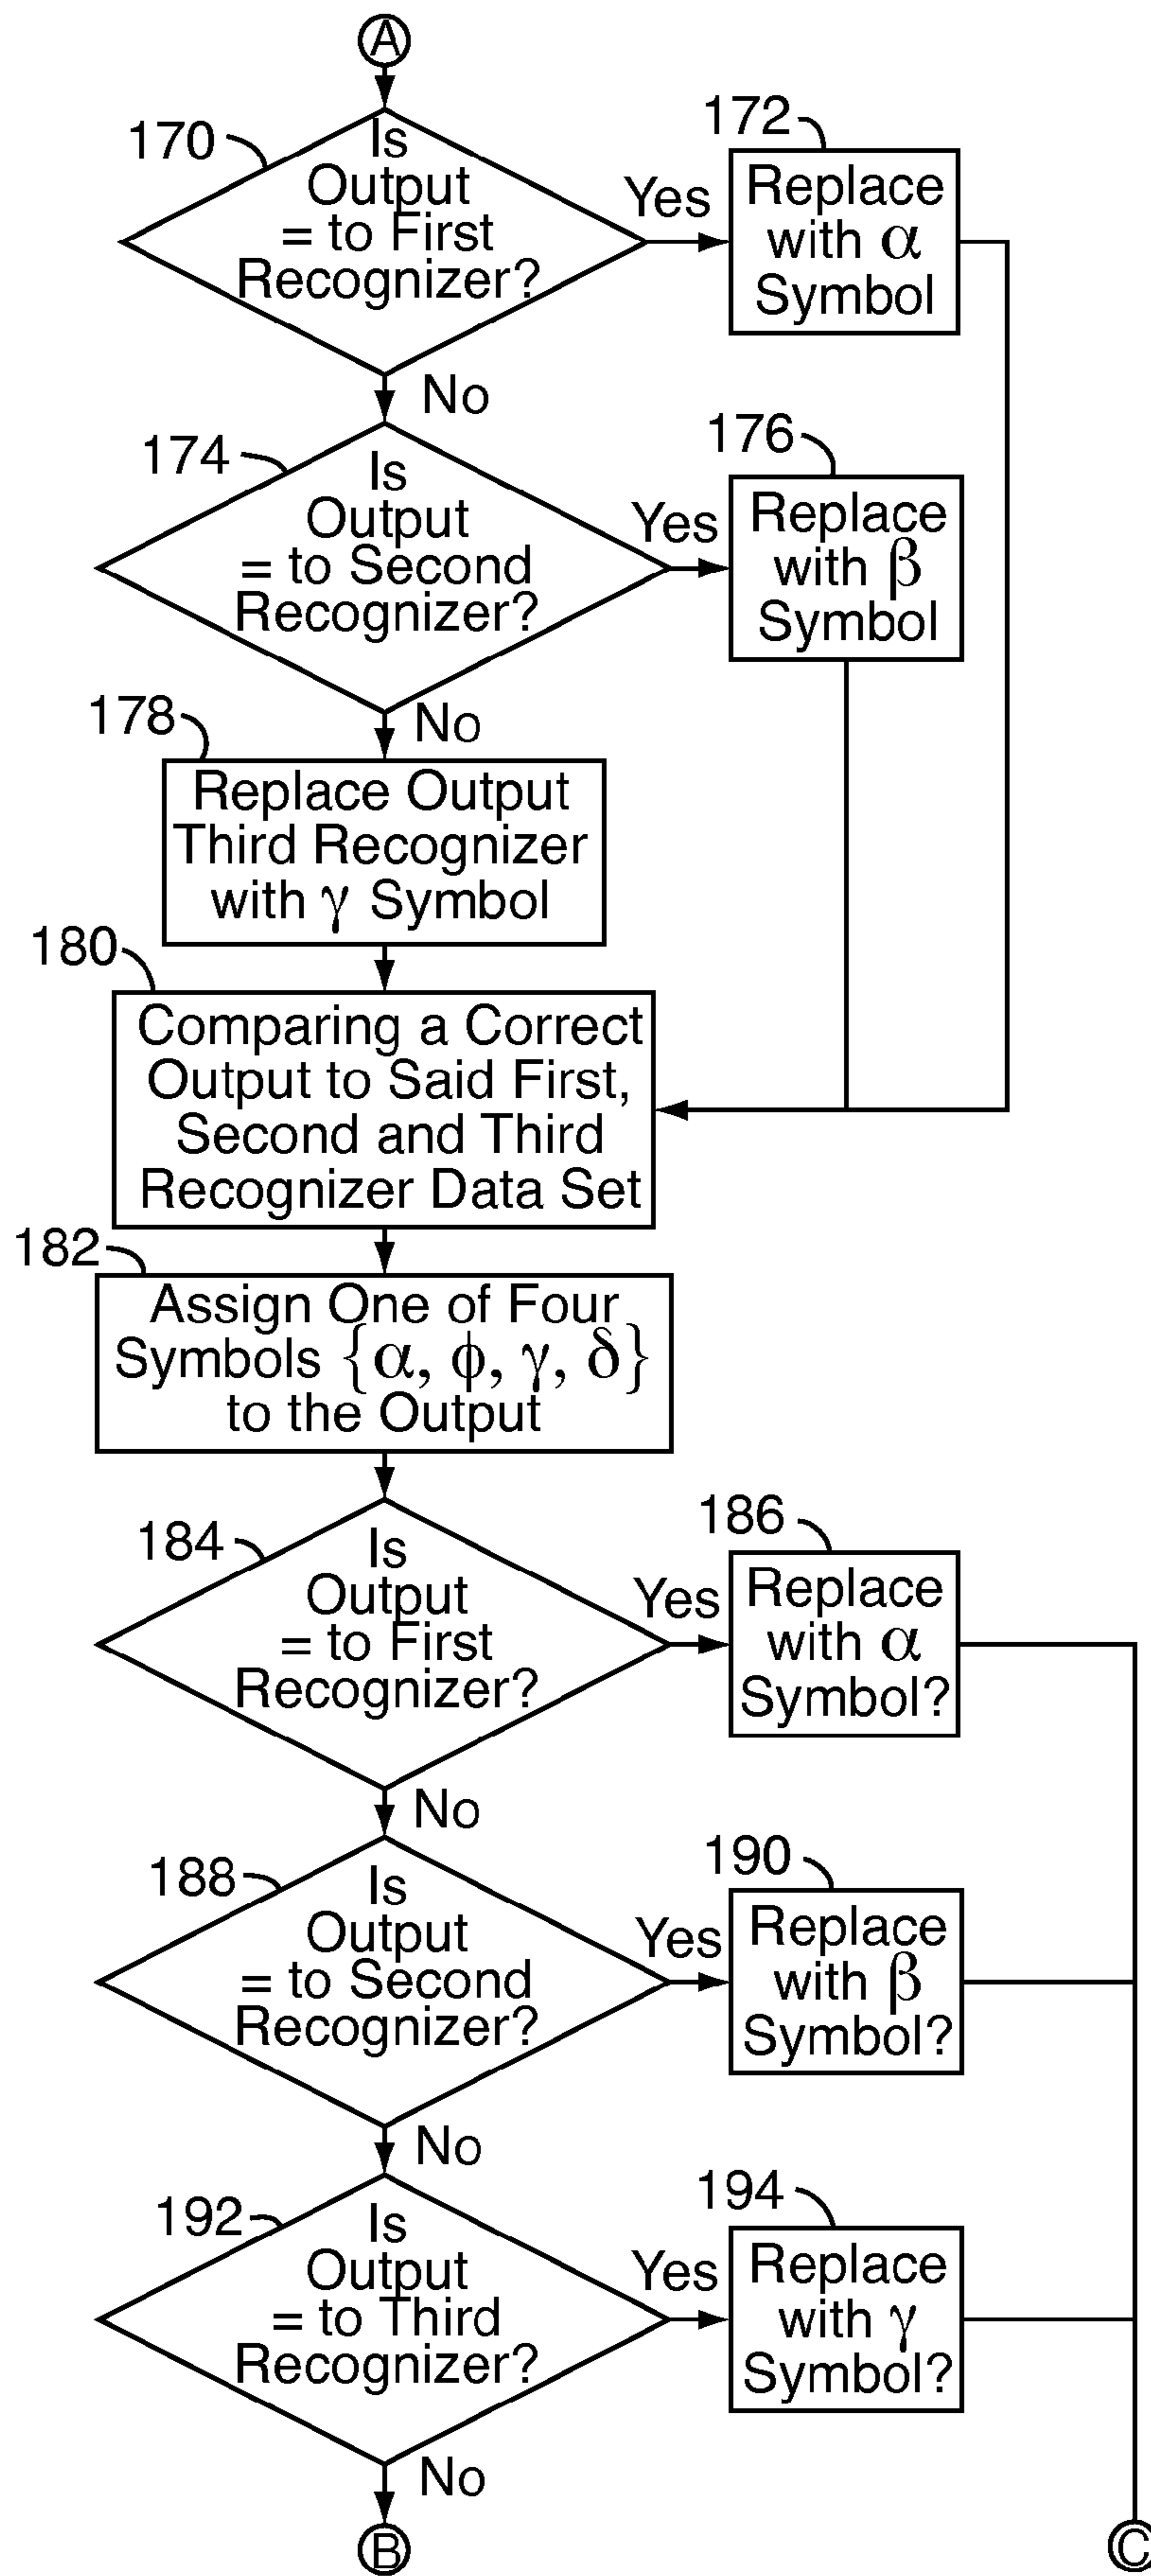 A
170
Is
Output
= to First
Recognizer?
Yes
172
Replace
with α
Symbol
No
174
Is
Output
= to Second
Recognizer?
Yes
176
Replace
with β
Symbol
No
178
Replace Output
Third Recognizer
with γ Symbol
180
Comparing a Correct
Output to Said First,
Second and Third
Recognizer Data Set
182
Assign One of Four
Symbols {α, ϕ, γ, δ}
to the Output
184
Is
Output
= to First
Recognizer?
Yes
186
Replace
with α
Symbol?
No
188
Is
Output
= to Second
Recognizer?
Yes
190
Replace
with β
Symbol?
No
192
Is
Output
= to Third
Recognizer?
Yes
194
Replace
with γ
Symbol?
No
B
C